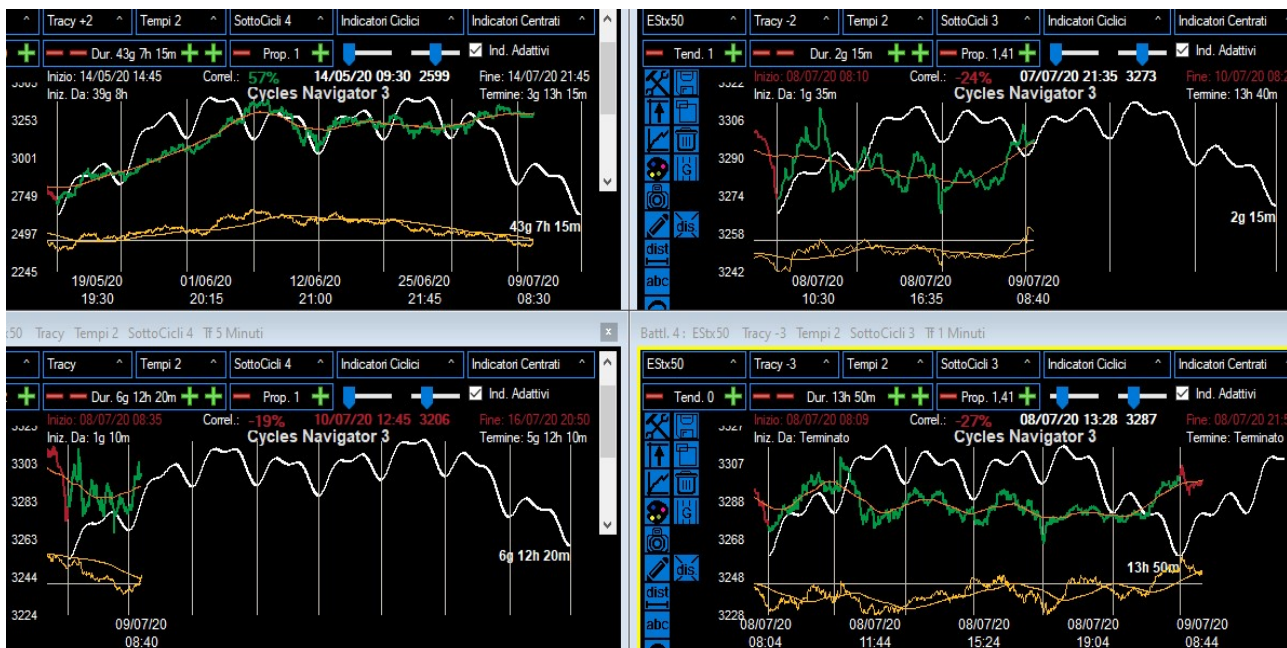 Tracy +2 ^ Tempi 2 ^ SottoCicli 4 ^ Indicatori Ciclici ^ Indicatori Centrati ^
Dur. 43g 7h 15m Prop. 1 Ind. Adattivi
Inizio: 14/05/20 14:45 Correl.: 57% 14/05/20 09:30 2599 Fine: 14/07/20 21:45
Iniz. Da: 39g 8h Cycles Navigator 3 Termine: 3g 13h 15m
3253
3001
2749
2497
2245
43g 7h 15m
19/05/20 01/06/20 12/06/20 25/06/20 09/07/20
19:30 20:15 21:00 21:45 08:30
EStx50 ^ Tracy -2 ^ Tempi 2 ^ SottoCicli 3 ^ Indicatori Ciclici ^ Indicatori Centrati
Tend. 1 Dur. 2g 15m Prop. 1,41 Ind. Adattivi
Inizio: 08/07/20 08:10 Correl.: -24% 07/07/20 21:35 3273 Fine: 10/07/20 08:2
Iniz. Da: 1g 35m Cycles Navigator 3 Termine: 13h 40m
3322
3306
3290
3274
3258
3242
G
dis
dist
abc
2g 15m
08/07/20 08/07/20 09/07/20
10:30 16:35 08:40
50 Tracy Tempi 2 SottoCicli 4 Tf 5 Minuti x
^ Tracy ^ Tempi 2 ^ SottoCicli 4 ^ Indicatori Ciclici ^ Indicatori Centrati
Dur. 6g 12h 20m Prop. 1 Ind. Adattivi
Inizio: 08/07/20 08:35 Correl.: -19% 10/07/20 12:45 3206 Fine: 16/07/20 20:50
Iniz. Da: 1g 10m Cycles Navigator 3 Termine: 5g 12h 10m
3303
3283
3263
3244
3224
6g 12h 20m
09/07/20
08:40
Battl. 4 : EStx50 Tracy -3 Tempi 2 SottoCicli 3 Tf 1 Minuti
EStx50 ^ Tracy -3 ^ Tempi 2 ^ SottoCicli 3 ^ Indicatori Ciclici ^ Indicatori Centrati
Tend. 0 Dur. 13h 50m Prop. 1,41 Ind. Adattivi
Inizio: 08/07/20 08:09 Correl.: -27% 08/07/20 13:28 3287 Fine: 08/07/20 21:5
Iniz. Da: Terminato Cycles Navigator 3 Termine: Terminato
3327
3307
3288
3268
3248
3228
G
dis
dist
abc
13h 50m
08/07/20 08/07/20 08/07/20 08/07/20 09/07/20
08:04 11:44 15:24 19:04 08:44